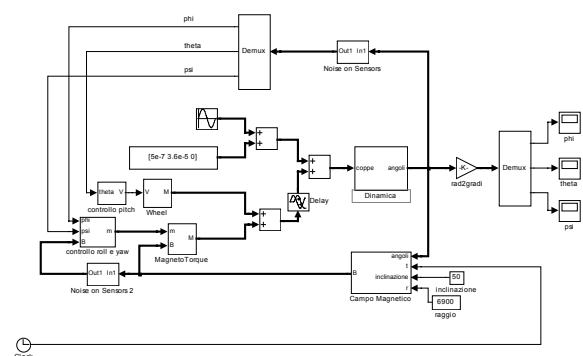 phi
theta
psi
Demux
Out1 In1
Noise on Sensors
[5e-7 3.6e-5 0]
+
+
+
+
coppe angoli
Dinamica
-K-
rad2gradi
Demux
phi
theta
psi
theta V
controllo pitch
V M
Wheel
+
+
Delay
phi
psi
B
m
controllo roll e yaw
m
B
M
MagnetoTorque
Out1 In1
Noise on Sensors 2
B
angoli
t
inclinazione
r
Campo Magnetico
50
inclinazione
6900
raggio